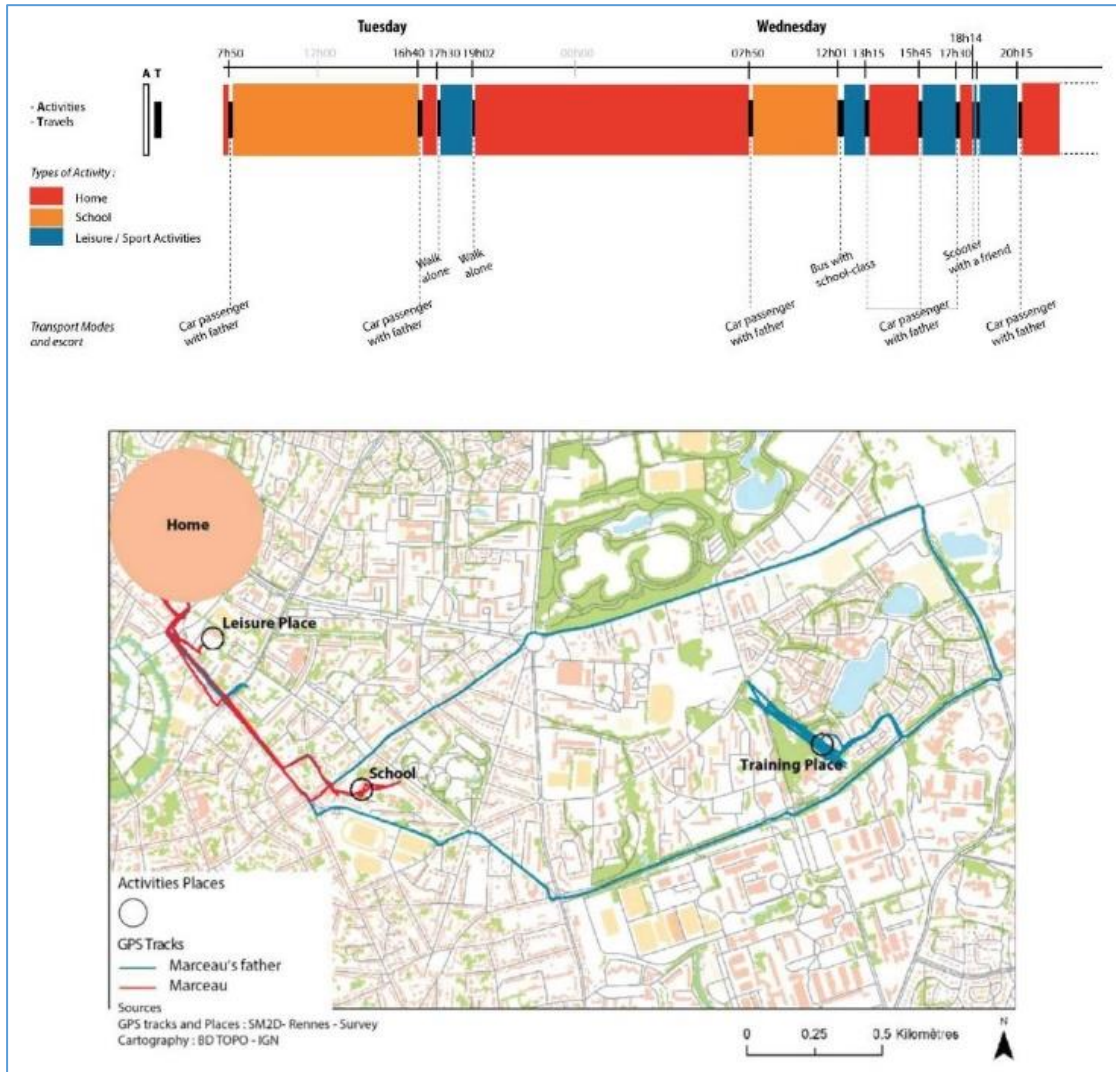 Tuesday
Wednesday
7h50
12h00
16h40
17h30
19h02
00h00
07h50
12h01
13h15
15h45
17h30
18h14
20h15
A T
- Activities
- Travels
Types of Activity :
Home
School
Leisure / Sport Activities
Transport Modes
and escort
Car passenger
with father
Car passenger
with father
Walk
alone
Walk
alone
Car passenger
with father
Bus with
school-class
Car passenger
with father
Scooter
with a friend
Car passenger
with father
Home
Leisure Place
School
Training Place
Activities Places
GPS Tracks
Marceau's father
Marceau
Sources
GPS tracks and Places : SM2D- Rennes - Survey
Cartography : BD TOPO - IGN
0 0.25 0.5 Kilomètres
N